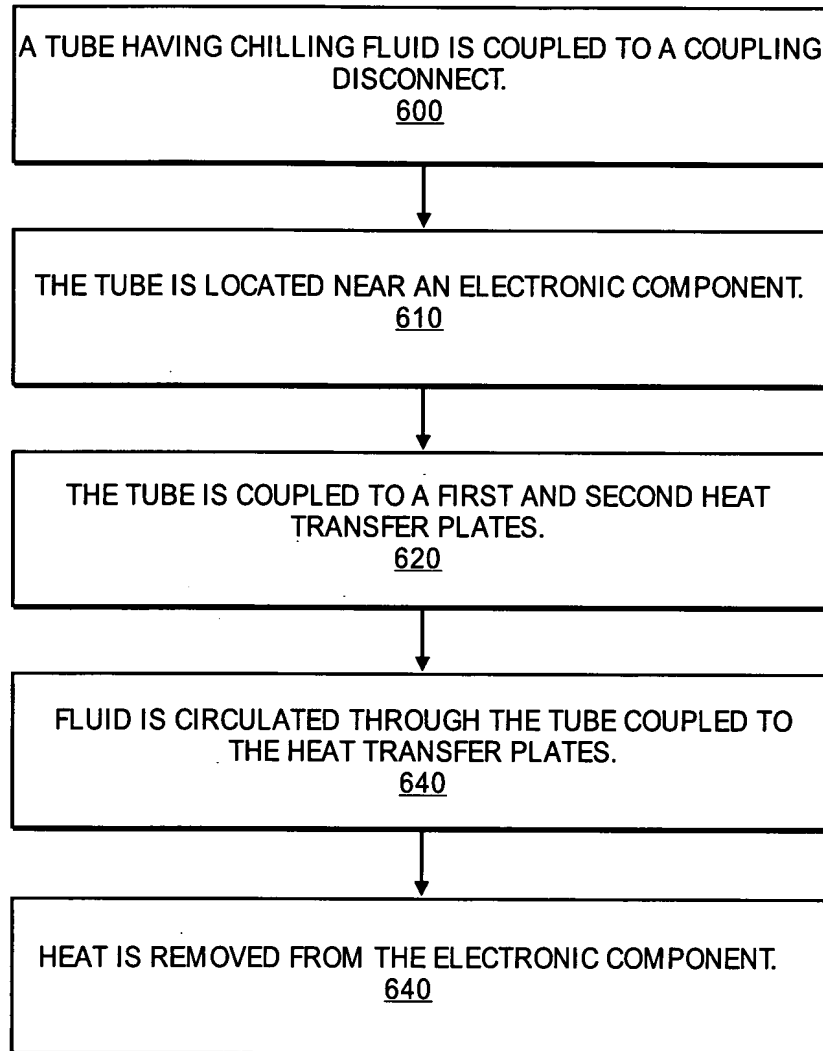 A TUBE HAVING CHILLING FLUID IS COUPLED TO A COUPLING
DISCONNECT.
600
THE TUBE IS LOCATED NEAR AN ELECTRONIC COMPONENT.
610
THE TUBE IS COUPLED TO A FIRST AND SECOND HEAT
TRANSFER PLATES.
620
FLUID IS CIRCULATED THROUGH THE TUBE COUPLED TO
THE HEAT TRANSFER PLATES.
640
HEAT IS REMOVED FROM THE ELECTRONIC COMPONENT.
640